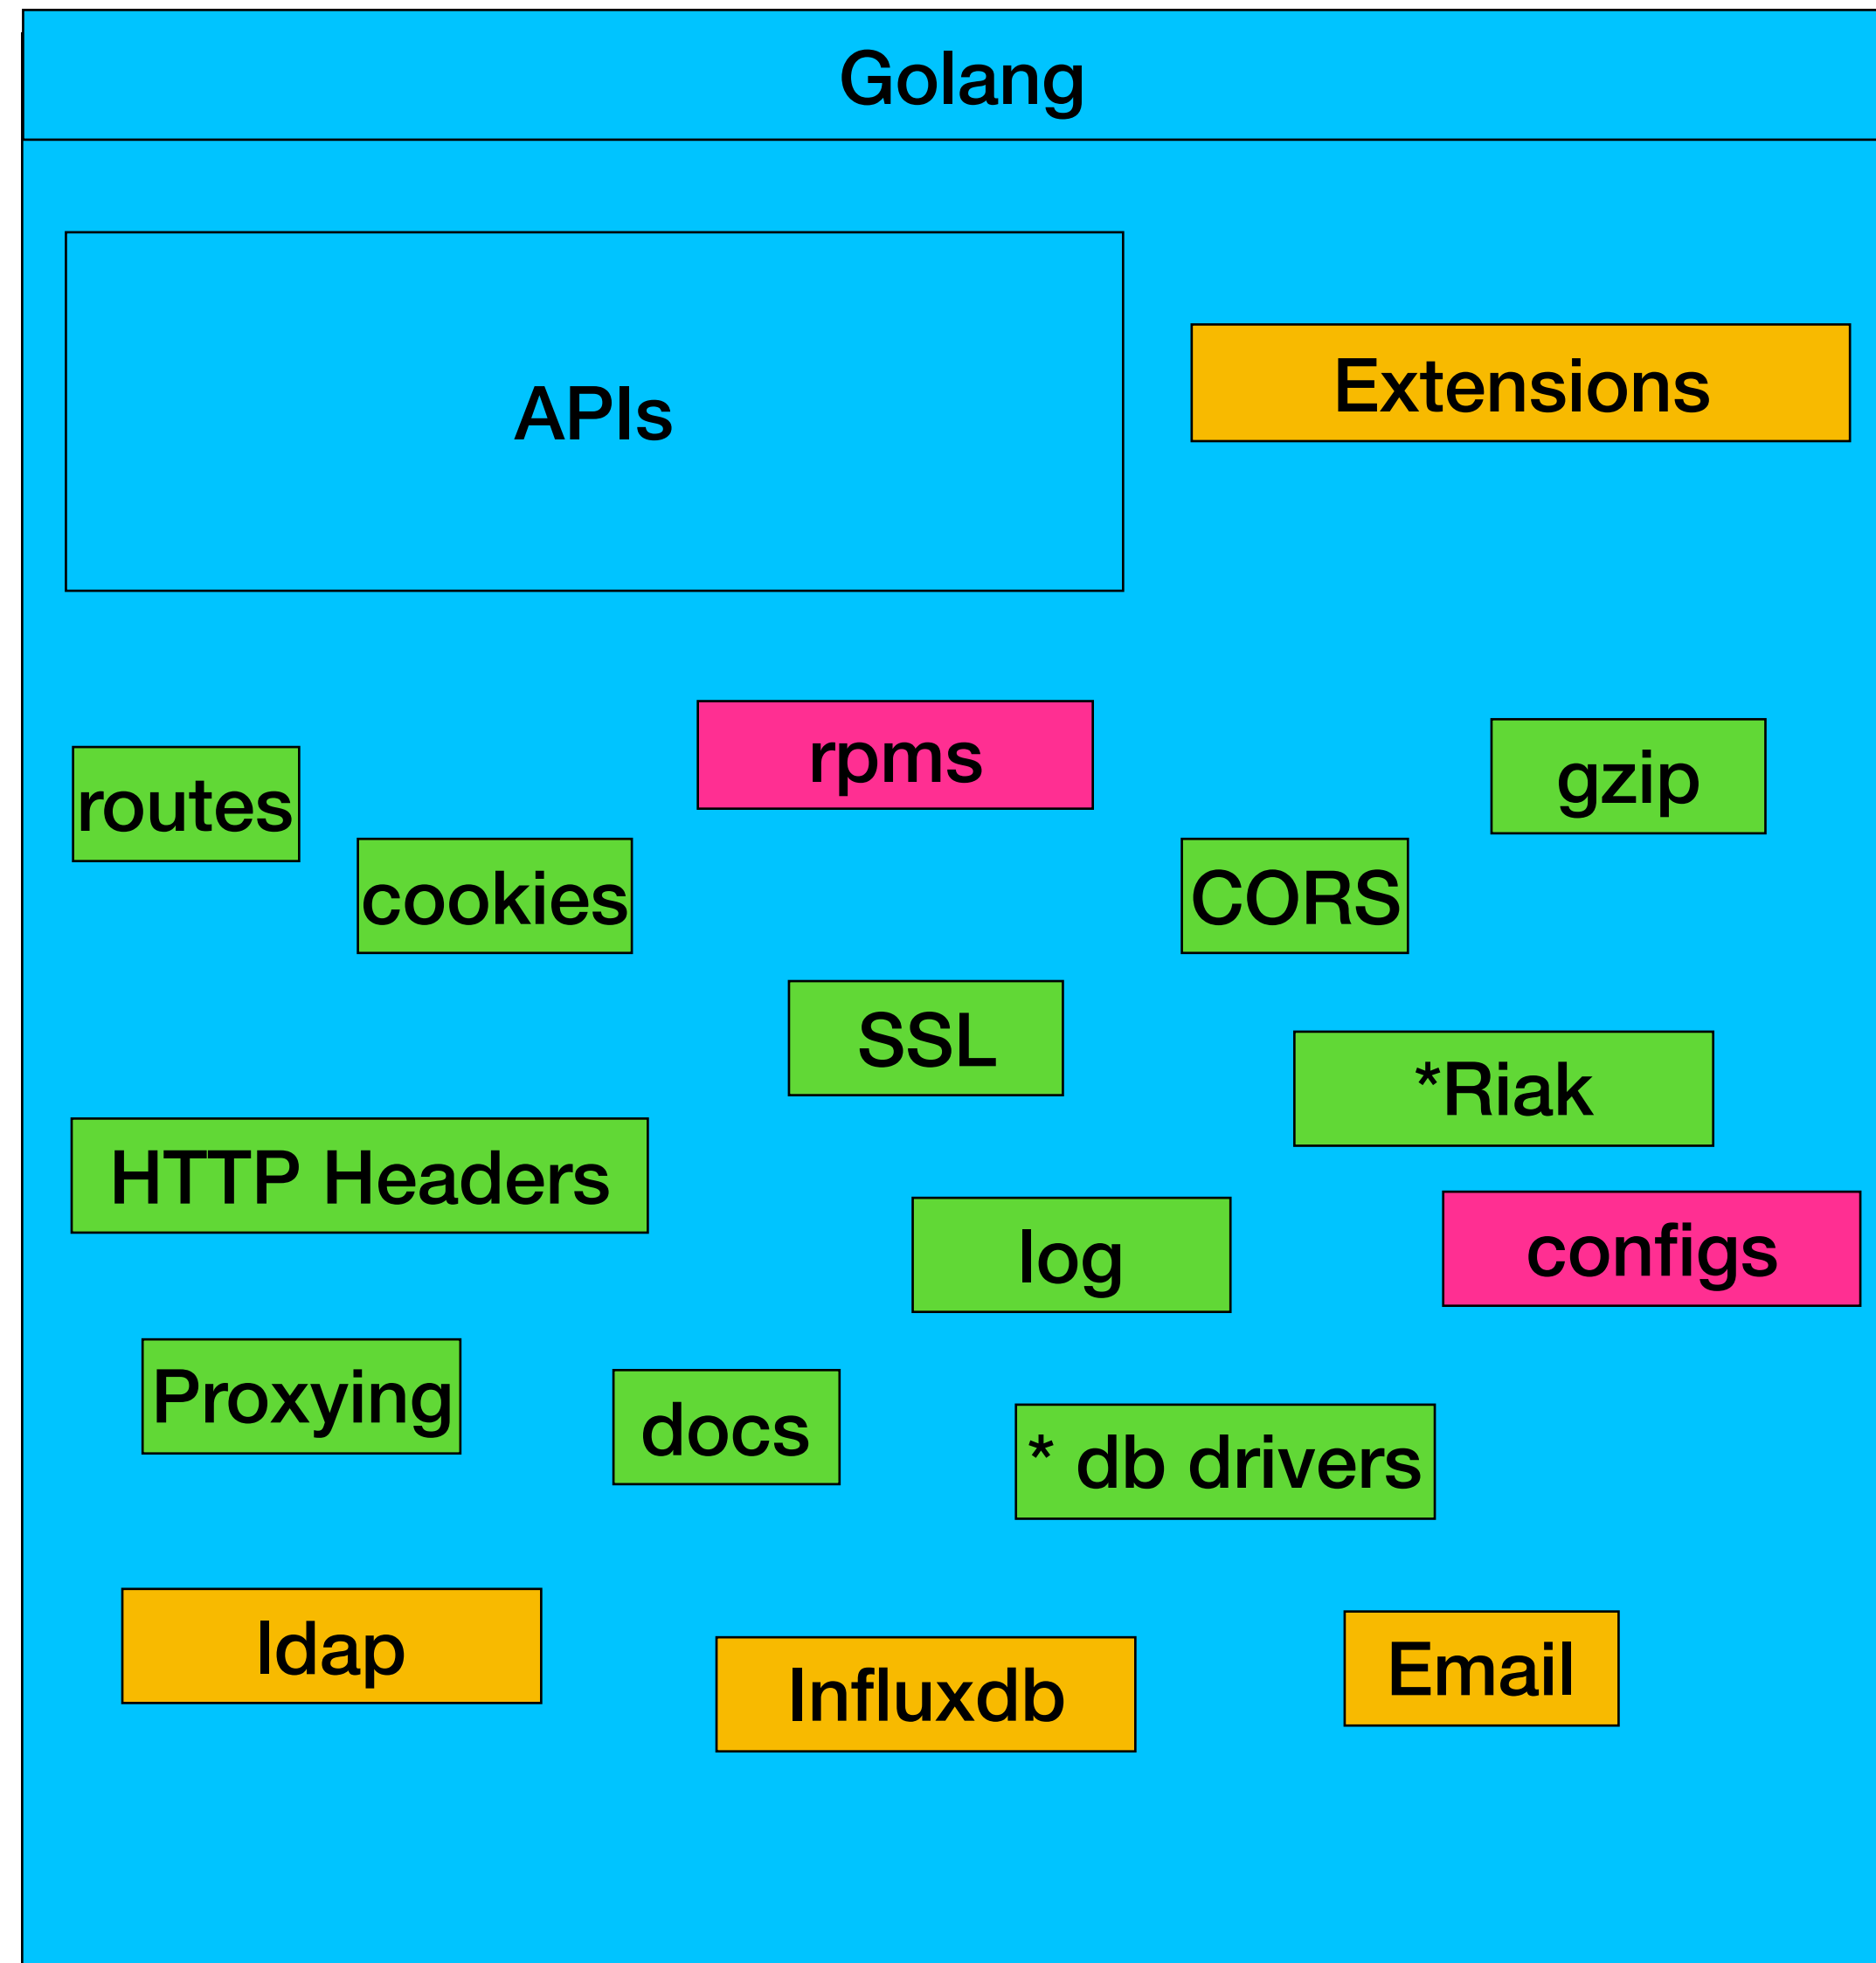 Golang
APIs
Extensions
rpms
gzip
routes
cookies
CORS
SSL
*Riak
HTTP Headers
log
configs
Proxying
docs
* db drivers
ldap
Influxdb
Email